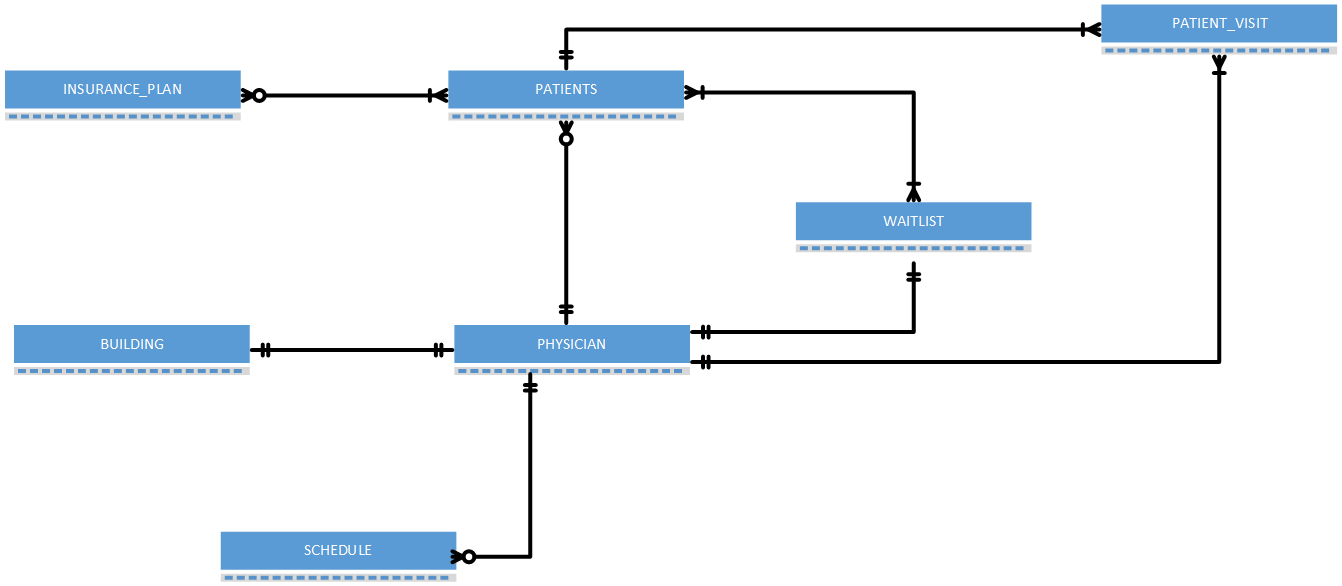 PATIENT_VISIT
INSURANCE_PLAN
PATIENTS
WAITLIST
BUILDING
PHYSICIAN
SCHEDULE